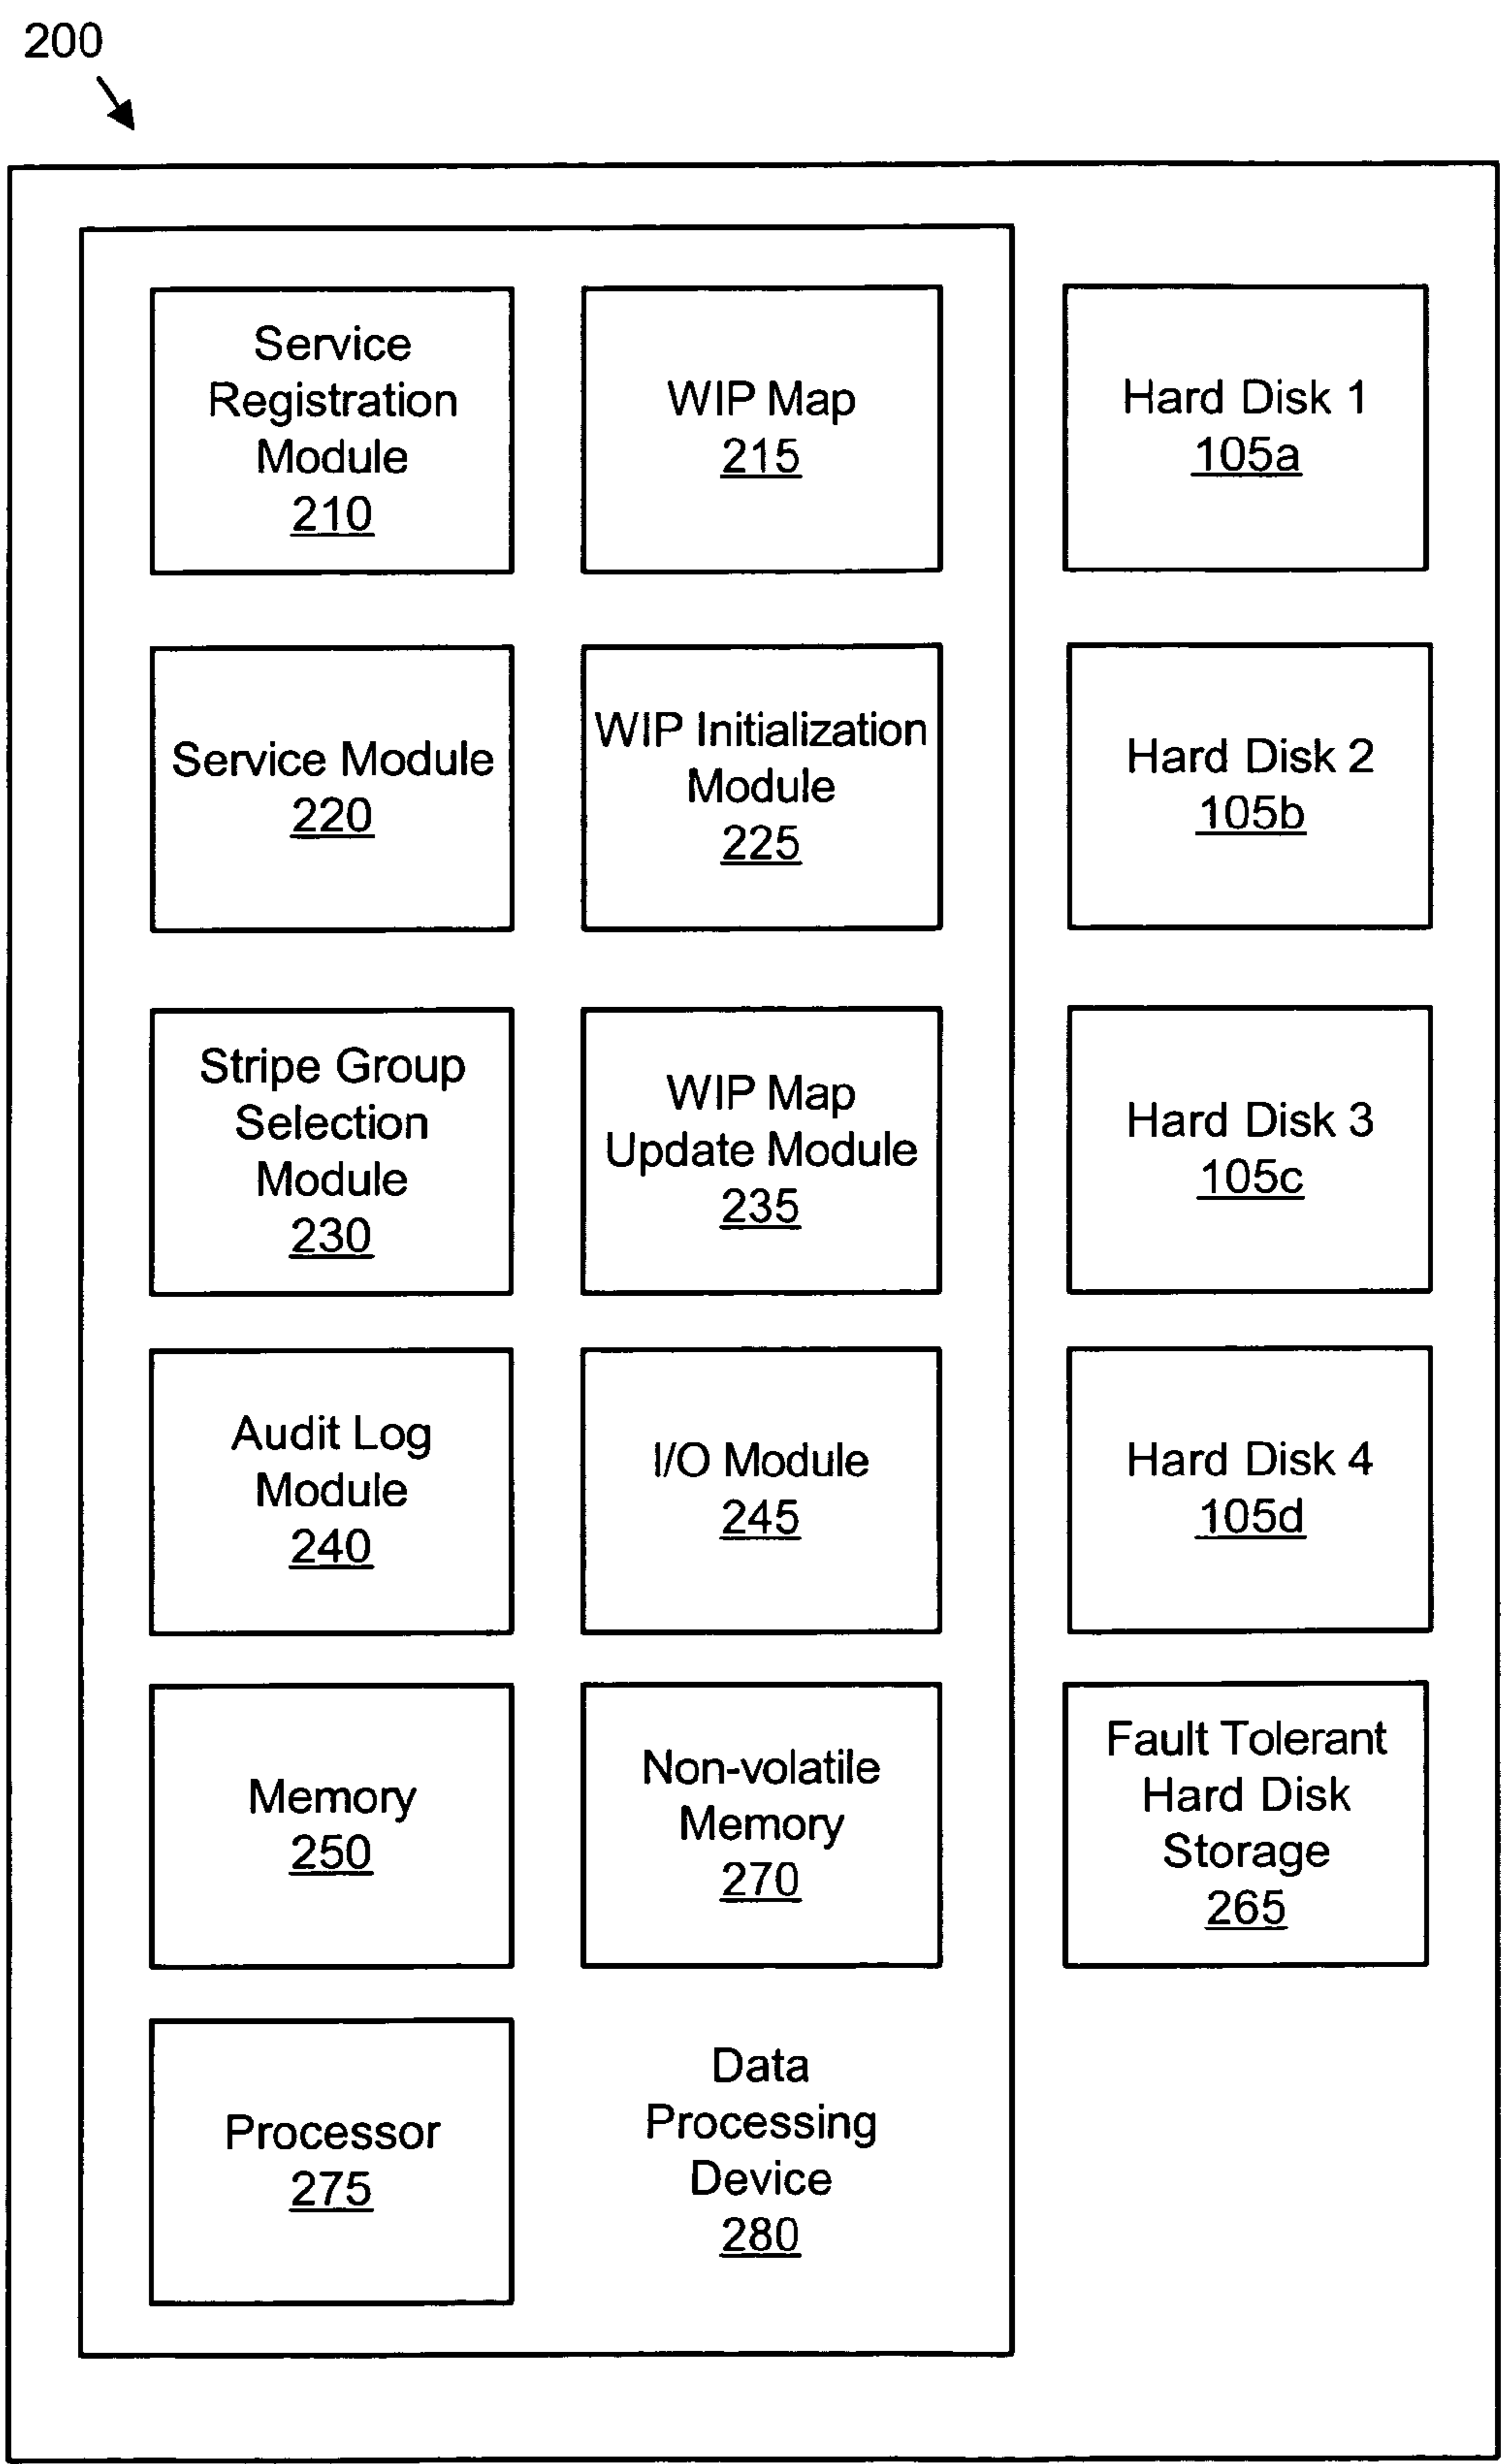 200
Service
Registration
Module
210
WIP Map
215
Hard Disk 1
105a
Service Module
220
WIP Initialization
Module
225
Hard Disk 2
105b
Stripe Group
Selection
Module
230
WIP Map
Update Module
235
Hard Disk 3
105c
Audit Log
Module
240
I/O Module
245
Hard Disk 4
105d
Memory
250
Non-volatile
Memory
270
Fault Tolerant
Hard Disk
Storage
265
Processor
275
Data
Processing
Device
280